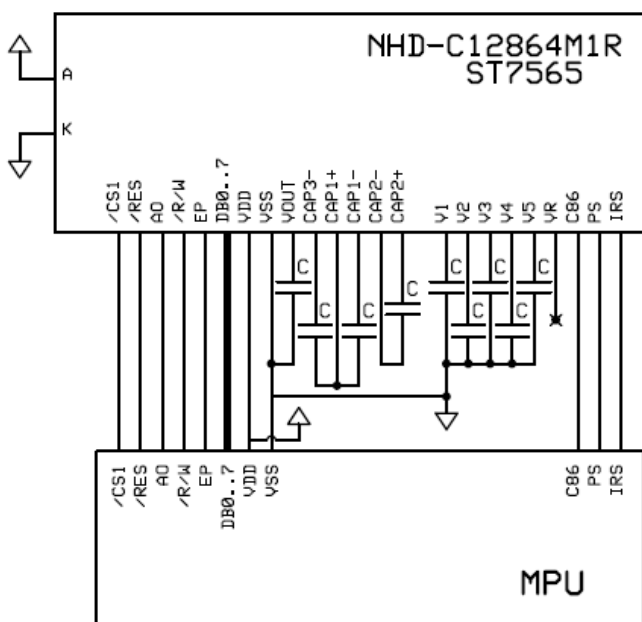 NHD-C12864M1R
ST7565
A
K
/CS1
/RES
A0
/R/W
EP
DB0..7
VDD
VSS
VOUT
CAP3-
CAP1+
CAP1-
CAP2-
CAP2+
V1
V2
V3
V4
V5
VR
C86
PS
IRS
C
C
C
C
C
C
C
C
C
/CS1
/RES
A0
/R/W
EP
DB0..7
VDD
VSS
C86
PS
IRS
MPU